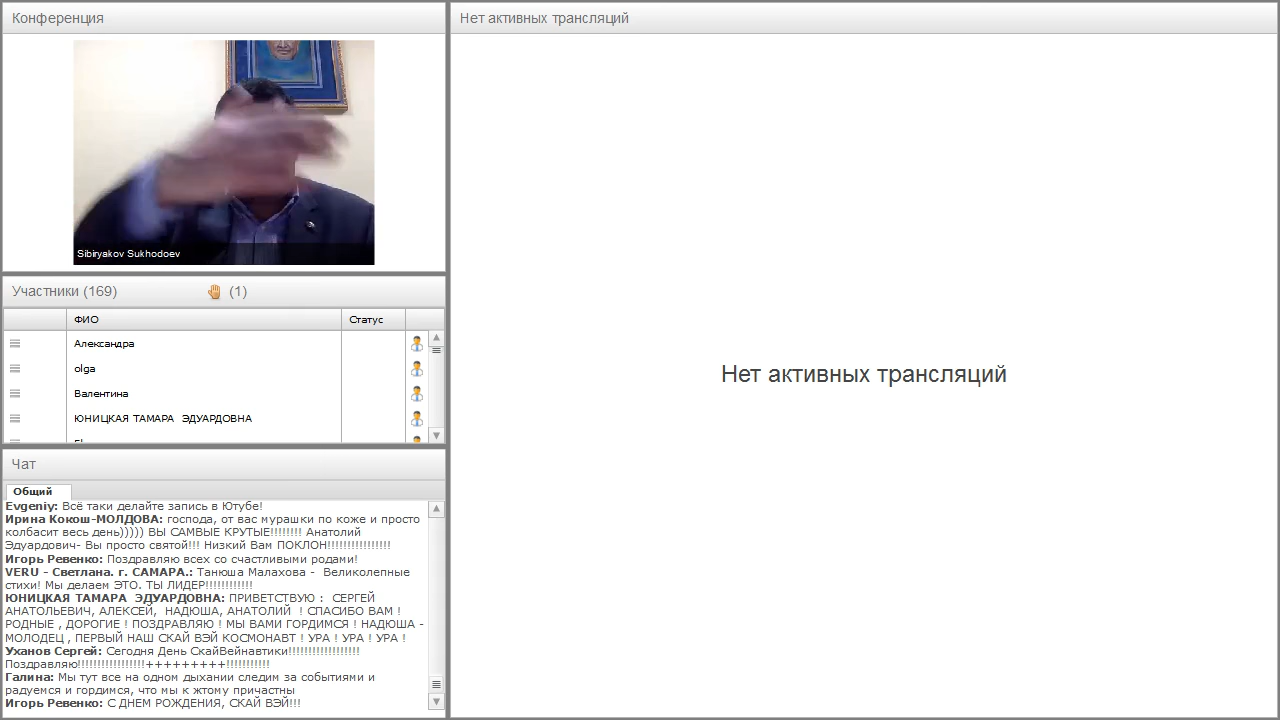 Конференция
Нет активных трансляций
Sibiryakov Sukhodoev
Участники (169)
(1)
ФИО
Статус
Александра
olga
Валентина
ЮНИЦКАЯ ТАМАРА ЭДУАРДОВНА
Нет активных трансляций
Чат
Общий
Evgeniy: Всё таки делайте запись в Ютубе!
Ирина Кокош-МОЛДОВА: господа, от вас мурашки по коже и просто
колбасит весь день))))) ВЫ САМВЫЕ КРУТЫЕ!!!!!!!! Анатолий
Эдуардович- Вы просто святой!!! Низкий Вам ПОКЛОН!!!!!!!!!!!!!!!!
Игорь Ревенко: Поздравляю всех со счастливыми родами!
VERU - Светлана. г. САМАРА.: Танюша Малахова - Великолепные
стихи! Мы делаем ЭТО. ТЫ ЛИДЕР!!!!!!!!!!!!
ЮНИЦКАЯ ТАМАРА ЭДУАРДОВНА: ПРИВЕТСТВУЮ : СЕРГЕЙ
АНАТОЛЬЕВИЧ, АЛЕКСЕЙ, НАДЮША, АНАТОЛИЙ ! СПАСИБО ВАМ !
РОДНЫЕ , ДОРОГИЕ ! ПОЗДРАВЛЯЮ ! МЫ ВАМИ ГОРДИМСЯ ! НАДЮША -
МОЛОДЕЦ , ПЕРВЫЙ НАШ СКАЙ ВЭЙ КОСМОНАВТ ! УРА ! УРА ! УРА !
Уханов Сергей: Сегодня День СкайВейнавтики!!!!!!!!!!!!!!!!!!
Поздравляю!!!!!!!!!!!!!!!!!+++++++++!!!!!!!!!!!
Галина: Мы тут все на одном дыхании следим за событиями и
радуемся и гордимся, что мы к жтому причастны
Игорь Ревенко: С ДНЕМ РОЖДЕНИЯ, СКАЙ ВЭЙ!!!